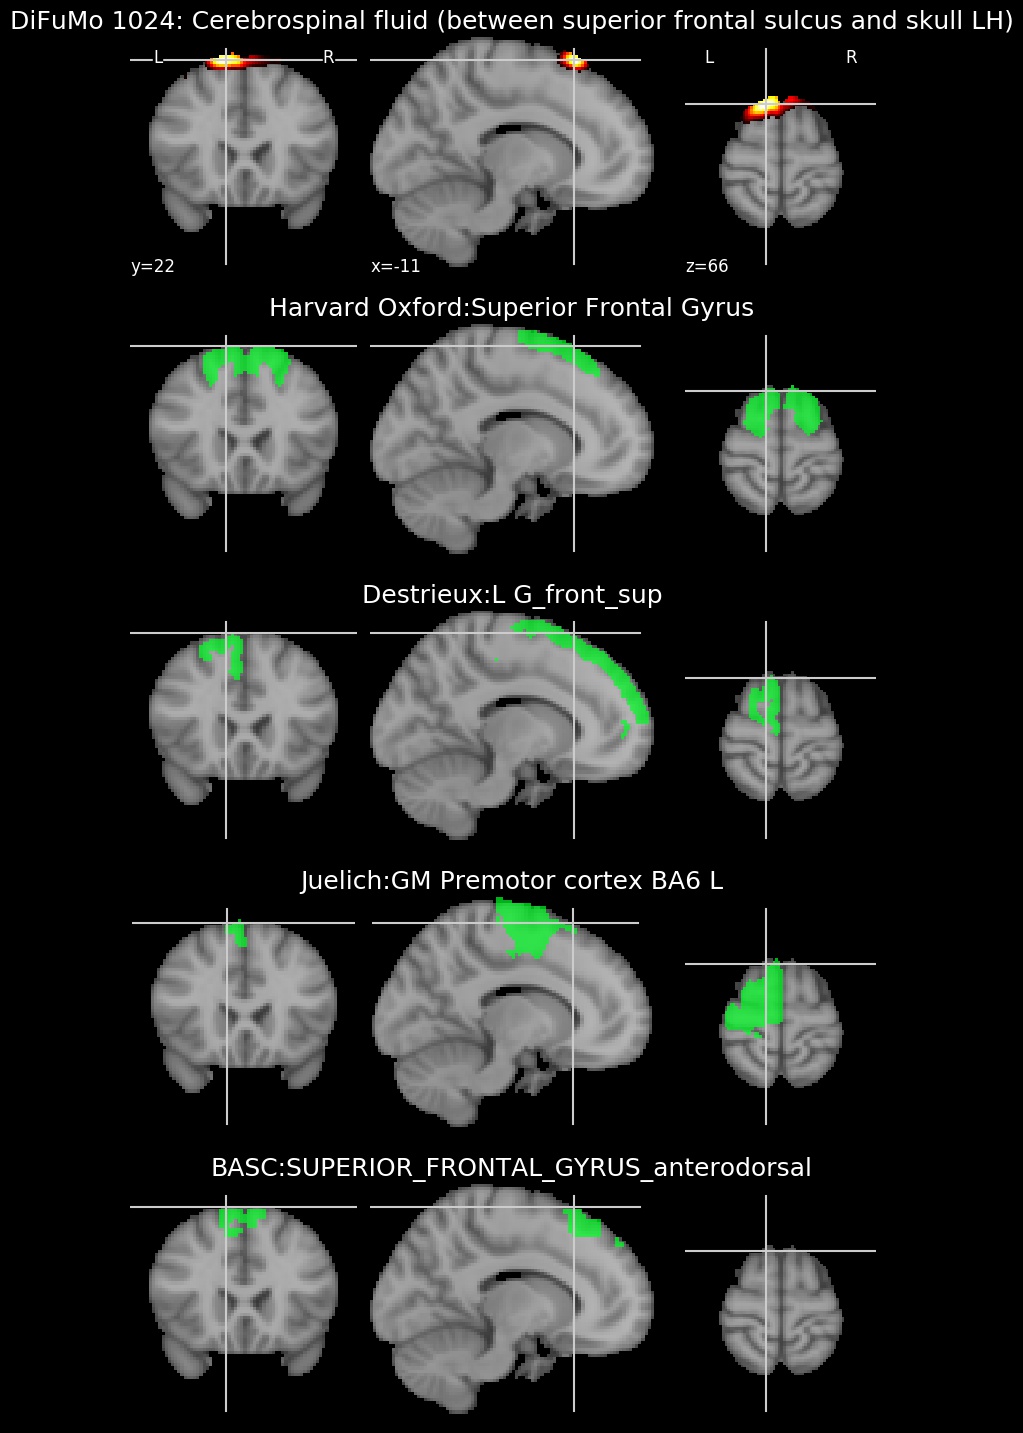 DiFuMo 1024: Cerebrospinal fluid (between superior frontal sulcus and skull LH)
L R L R
y=22 x=-11 z=66
Harvard Oxford:Superior Frontal Gyrus
Destrieux:L G_front_sup
Juelich:GM Premotor cortex BA6 L
BASC:SUPERIOR_FRONTAL_GYRUS_anterodorsal